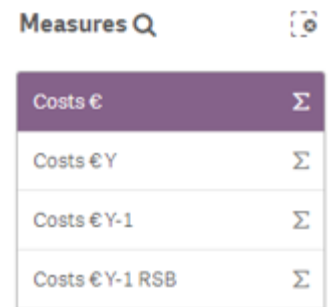 Measures
Costs € Σ
Costs € Y Σ
Costs € Y-1 Σ
Costs € Y-1 RSB Σ